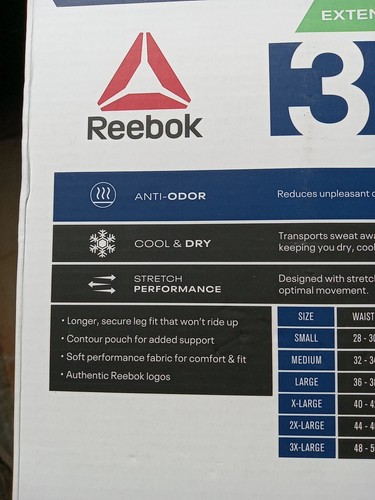 EXTEN
3
Reebok
ANTI-ODOR
Reduces unpleasant
COOL & DRY
Transports sweat awa
keeping you dry, cool
STRETCH
PERFORMANCE
Designed with stretc
optimal movement.
• Longer, secure leg fit that won't ride up
• Contour pouch for added support
• Soft performance fabric for comfort & fit
• Authentic Reebok logos
SIZE WAIST
SMALL 28 - 30
MEDIUM 32 - 3
LARGE 36 - 3
X-LARGE 40 - 4
2X-LARGE 44 - 4
3X-LARGE 48 - 5